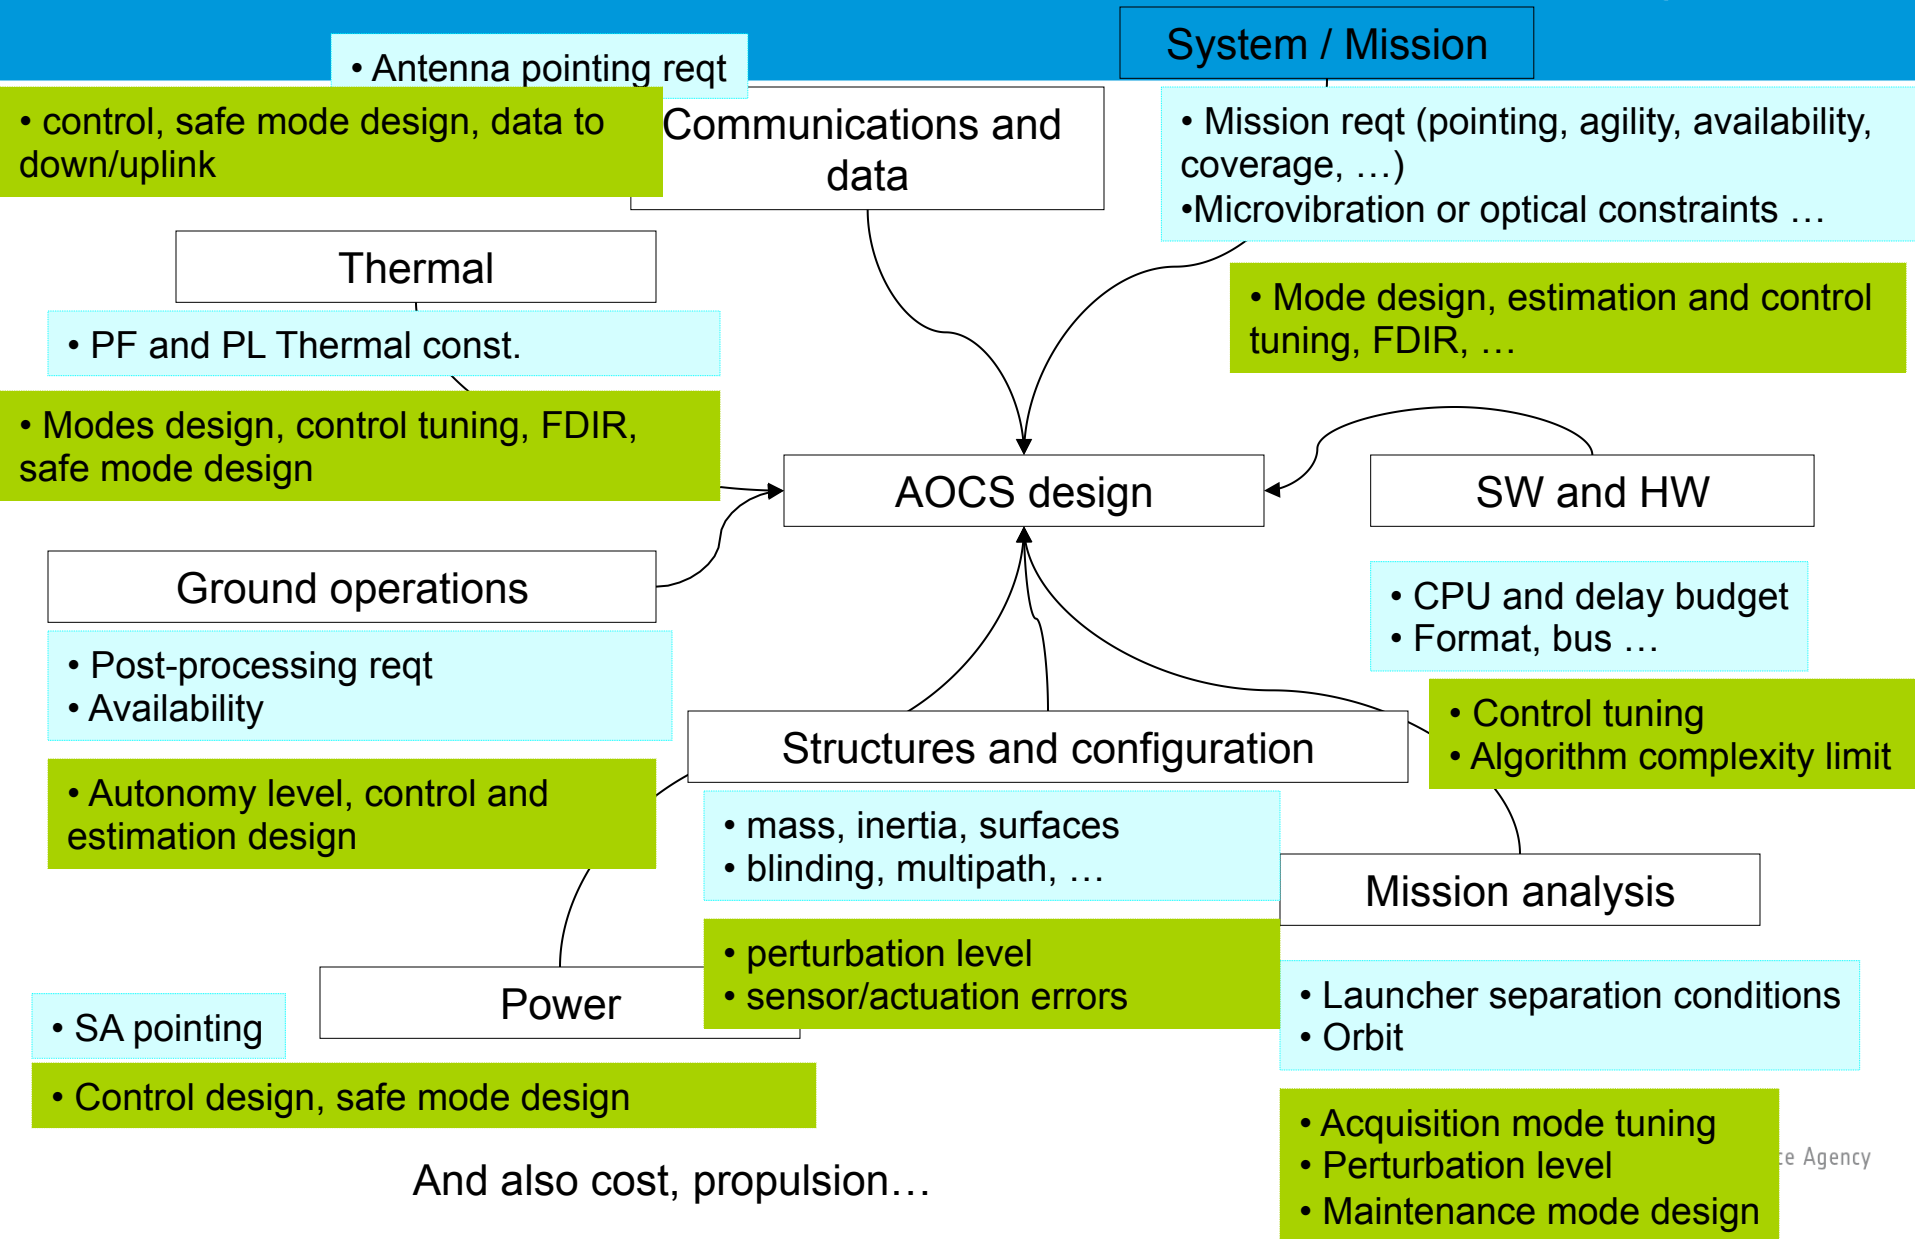 System / Mission
• Antenna pointing reqt
• control, safe mode design, data to
down/uplink
Communications and
data
• Mission reqt (pointing, agility, availability,
coverage, …)
•Microvibration or optical constraints …
Thermal
• PF and PL Thermal const.
• Mode design, estimation and control
tuning, FDIR, …
• Modes design, control tuning, FDIR,
safe mode design
AOCS design
SW and HW
Ground operations
• CPU and delay budget
• Format, bus …
• Post-processing reqt
• Availability
• Control tuning
• Algorithm complexity limit
Structures and configuration
• Autonomy level, control and
estimation design
• mass, inertia, surfaces
• blinding, multipath, …
Mission analysis
• perturbation level
• sensor/actuation errors
Power
• SA pointing
• Launcher separation conditions
• Orbit
• Control design, safe mode design
• Acquisition mode tuning
• Perturbation level
• Maintenance mode design
And also cost, propulsion…
Agency